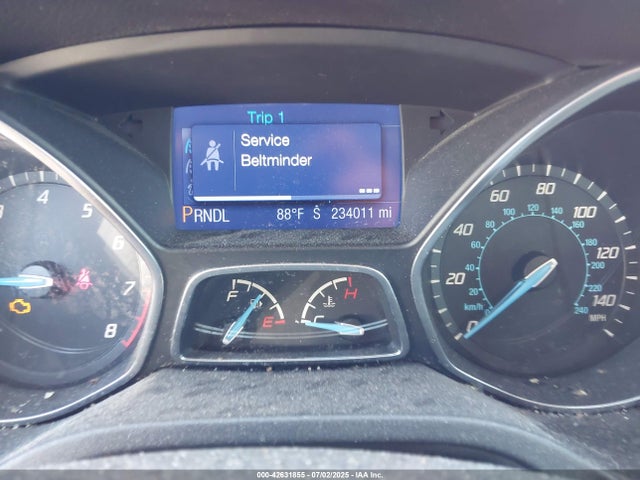 Trip 1
Service
Beltminder
PRNDL 88°F S 234011 mi
3 4 5 6 7 8
F E
H C
0 20 40 60 80 100 120 140
MPH
20 40 60 80 100 120 140 160 180 200 220 240
km/h
000-42631855 07/02/2025 IAA Inc.